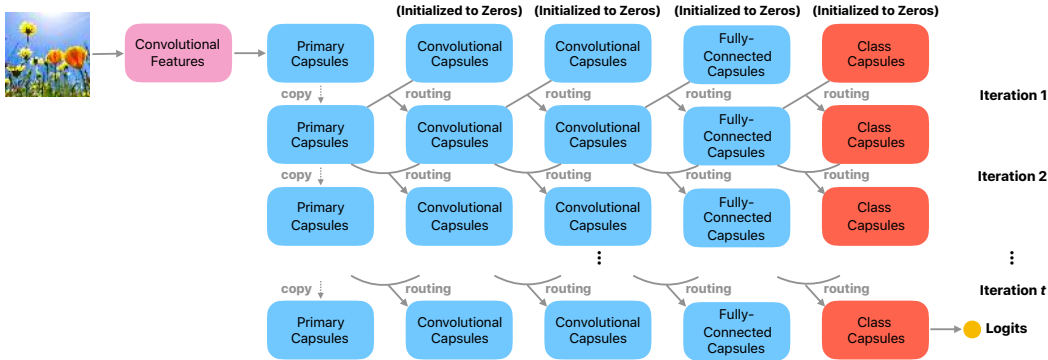 (Initialized to Zeros) (Initialized to Zeros) (Initialized to Zeros) (Initialized to Zeros)
Convolutional
Features
Primary
Capsules
Convolutional
Capsules
Convolutional
Capsules
Fully-
Connected
Capsules
Class
Capsules
copy routing routing routing routing Iteration 1
Primary
Capsules
Convolutional
Capsules
Convolutional
Capsules
Fully-
Connected
Capsules
Class
Capsules
copy routing routing routing routing Iteration 2
Primary
Capsules
Convolutional
Capsules
Convolutional
Capsules
Fully-
Connected
Capsules
Class
Capsules
copy routing routing routing routing Iteration t
Primary
Capsules
Convolutional
Capsules
Convolutional
Capsules
Fully-
Connected
Capsules
Class
Capsules
Logits